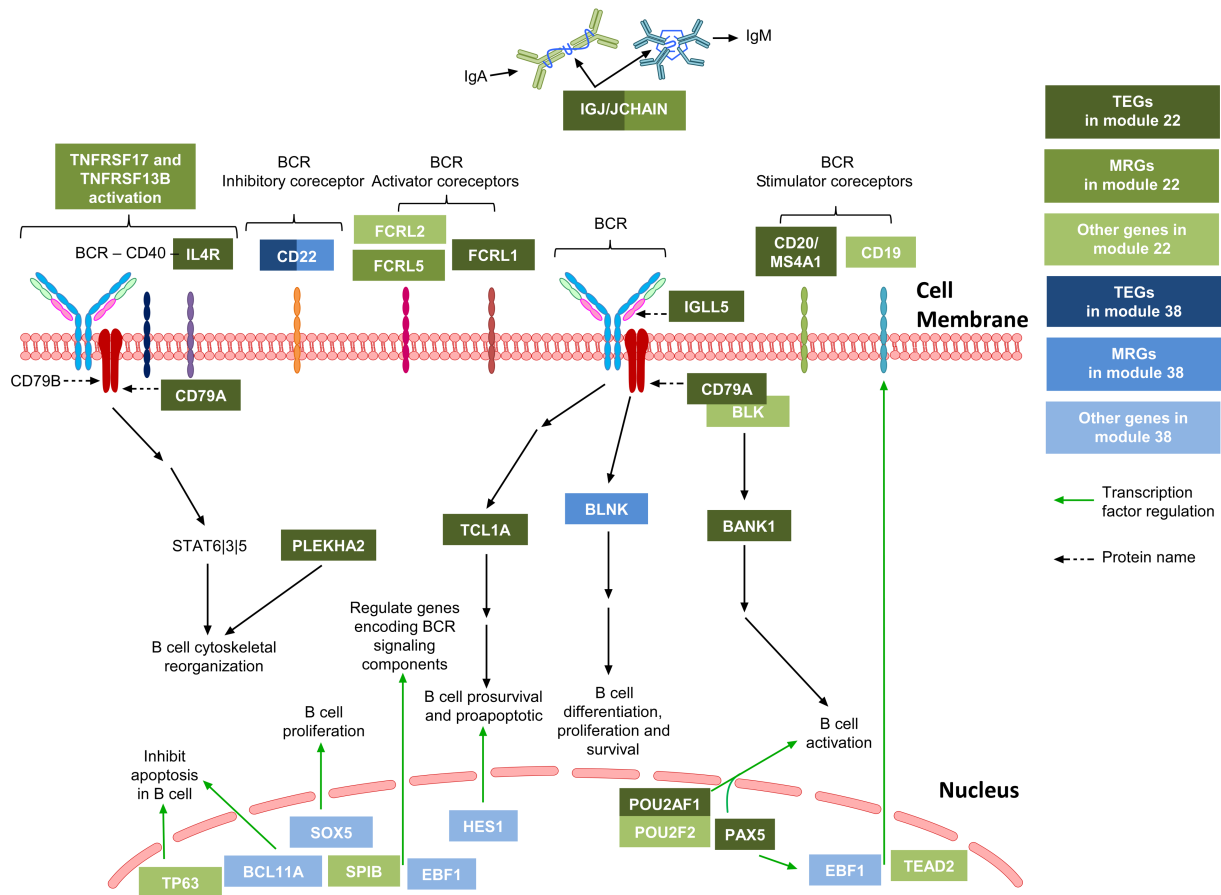 IgM
IgA
IGJ/JCHAIN
TEGs
in module 22
MRGs
in module 22
Other genes in
module 22
TEGs
in module 38
MRGs
in module 38
Other genes in
module 38
Transcription
factor regulation
Protein name
TNFRSF17 and
TNFRSF13B
activation
BCR
Inhibitory coreceptor
BCR
Activator coreceptors
BCR
BCR
Stimulator coreceptors
BCR – CD40 –
IL4R
CD22
FCRL2
FCRL5
FCRL1
CD20/
MS4A1
CD19
IGLL5
Cell
Membrane
CD79B
CD79A
CD79A
BLK
STAT6|3|5
PLEKHA2
TCL1A
BLNK
BANK1
B cell cytoskeletal
reorganization
Regulate genes
encoding BCR
signaling
components
B cell prosurvival
and proapoptotic
B cell
differentiation,
proliferation and
survival
B cell
activation
B cell
proliferation
Inhibit
apoptosis
in B cell
Nucleus
SOX5
HES1
POU2AF1
POU2F2
PAX5
TP63
BCL11A
SPIB
EBF1
EBF1
TEAD2